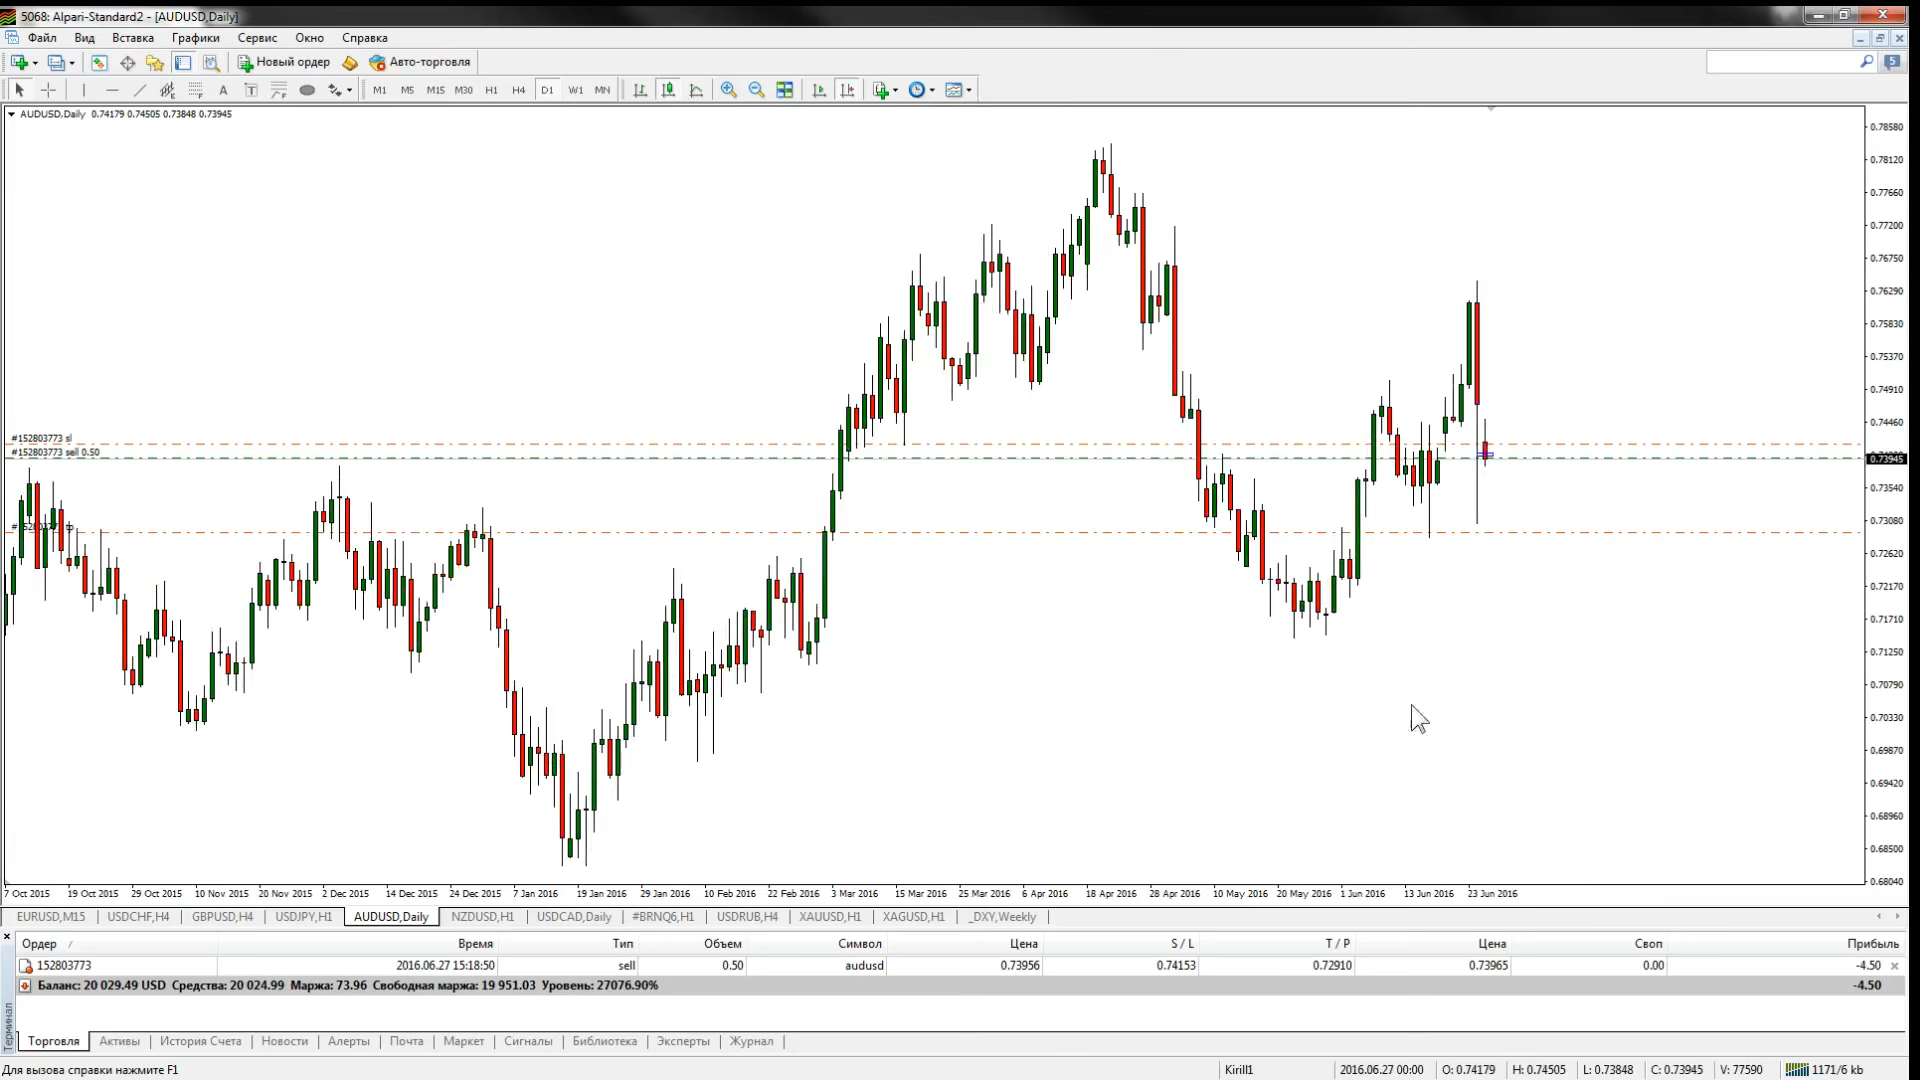 5068: Alpari-Standard2 - [AUDUSD,Daily]
Файл Вид Вставка Графики Сервис Окно Справка
Новый ордер Авто-торговля 5
A T F M1 M5 M15 M30 H1 H4 D1 W1 MN
AUDUSD,Daily 0.74179 0.74505 0.73848 0.73945
0.78580
0.78120
0.77660
0.77200
0.76750
0.76290
0.75830
0.75370
0.74910
0.74460
#152803773 sl
#152803773 sell 0.50
0.73945
0.73540
0.73080
0.72620
0.72170
0.71710
0.71250
0.70790
0.70330
0.69870
0.69420
0.68960
0.68500
0.68040
7 Oct 2015 19 Oct 2015 29 Oct 2015 10 Nov 2015 20 Nov 2015 2 Dec 2015 14 Dec 2015 24 Dec 2015 7 Jan 2016 19 Jan 2016 29 Jan 2016 10 Feb 2016 22 Feb 2016 3 Mar 2016 15 Mar 2016 25 Mar 2016 6 Apr 2016 18 Apr 2016 28 Apr 2016 10 May 2016 20 May 2016 1 Jun 2016 13 Jun 2016 23 Jun 2016
EURUSD,M15 USDCHF,H4 GBPUSD,H4 USDJPY,H1 AUDUSD,Daily NZDUSD,H1 USDCAD,Daily #BRNQ6,H1 USDRUB,H4 XAUUSD,H1 XAGUSD,H1 _DXY,Weekly
Ордер / Время Тип Объем Символ Цена S / L T / P Цена Своп Прибыль
152803773 2016.06.27 15:18:50 sell 0.50 audusd 0.73956 0.74153 0.72910 0.73965 0.00 -4.50
Баланс: 20 029.49 USD Средства: 20 024.99 Маржа: 73.96 Свободная маржа: 19 951.03 Уровень: 27076.90% -4.50
Терминал
Торговля Активы История Счета Новости Алерты Почта Маркет Сигналы Библиотека Эксперты Журнал
Для вызова справки нажмите F1 Kirill1 2016.06.27 00:00 O: 0.74179 H: 0.74505 L: 0.73848 C: 0.73945 V: 77590 1171/6 kb